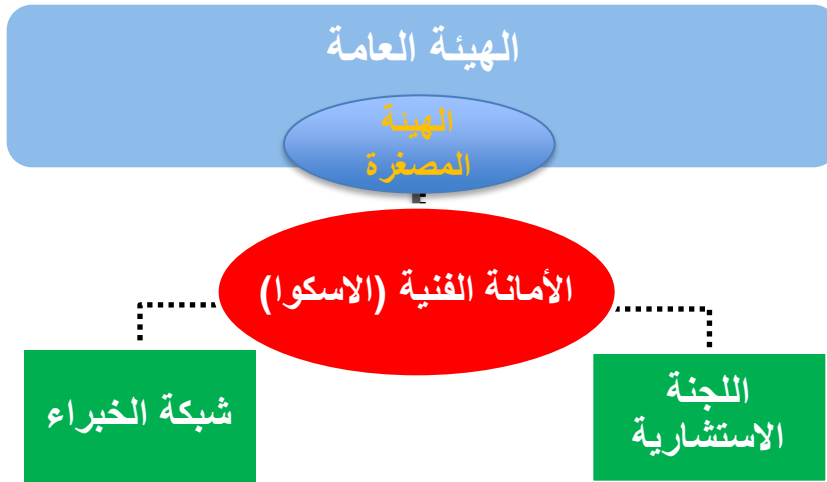 الهيئة العامة
الهيئة
المصغرة
الأمانة الفنية (الاسكوا)
اللجنة
الاستشارية
شبكة الخبراء